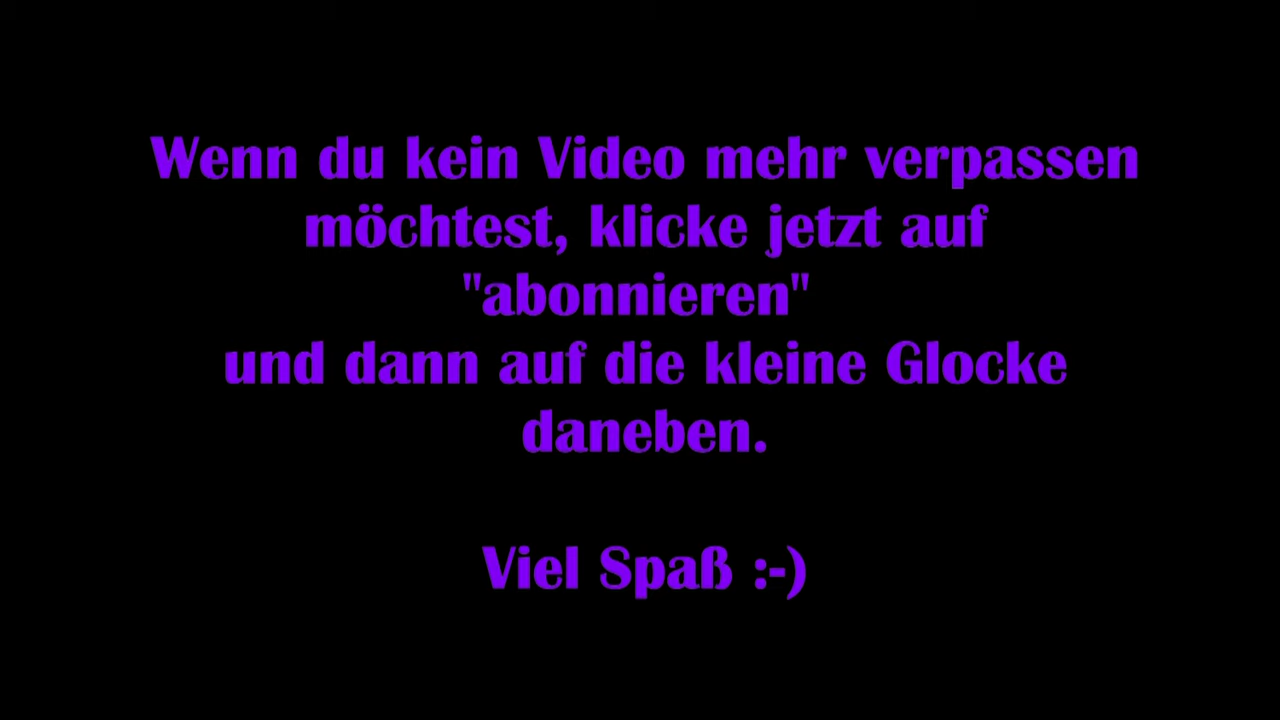 Wenn du kein Video mehr verpassen
möchtest, klicke jetzt auf
"abonnieren"
und dann auf die kleine Glocke
daneben.
Viel Spaß :-)